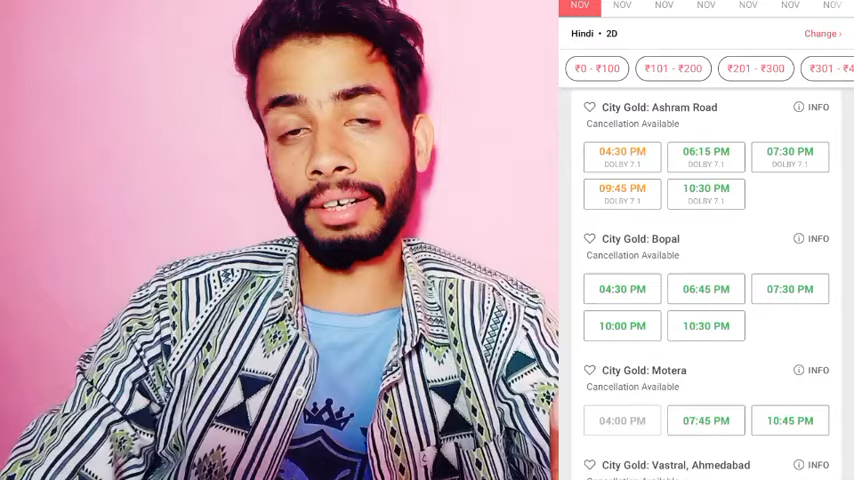 NOV NOV NOV NOV NOV NOV NOV
Hindi • 2D Change ›
₹0 - ₹100 ₹101 - ₹200 ₹201 - ₹300 ₹301 - ₹4
City Gold: Ashram Road INFO
Cancellation Available
04:30 PM 06:15 PM 07:30 PM
DOLBY 7.1 DOLBY 7.1 DOLBY 7.1
09:45 PM 10:30 PM
DOLBY 7.1 DOLBY 7.1
City Gold: Bopal INFO
Cancellation Available
04:30 PM 06:45 PM 07:30 PM
10:00 PM 10:30 PM
City Gold: Motera INFO
Cancellation Available
04:00 PM 07:45 PM 10:45 PM
City Gold: Vastral, Ahmedabad INFO
Cancellation Available